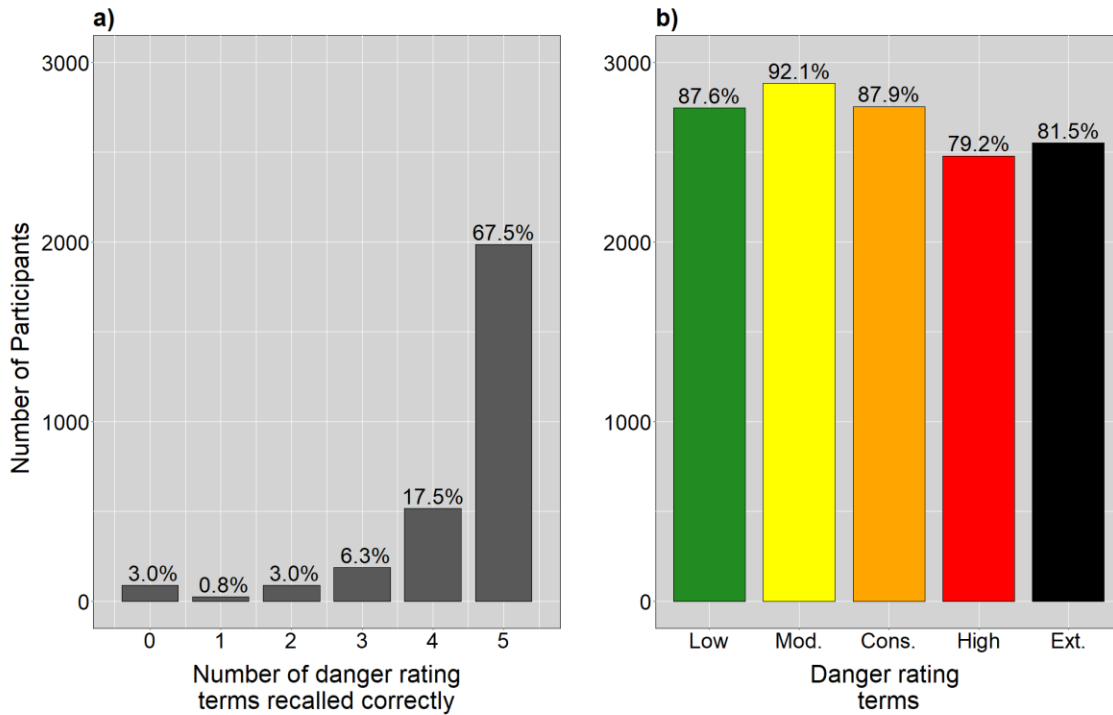 a)
Number of Participants
3000
2000
1000
0
3.0%
0.8%
3.0%
6.3%
17.5%
67.5%
0 1 2 3 4 5
Number of danger rating
terms recalled correctly
b)
3000
2000
1000
0
87.6%
92.1%
87.9%
79.2%
81.5%
Low Mod. Cons. High Ext.
Danger rating
terms